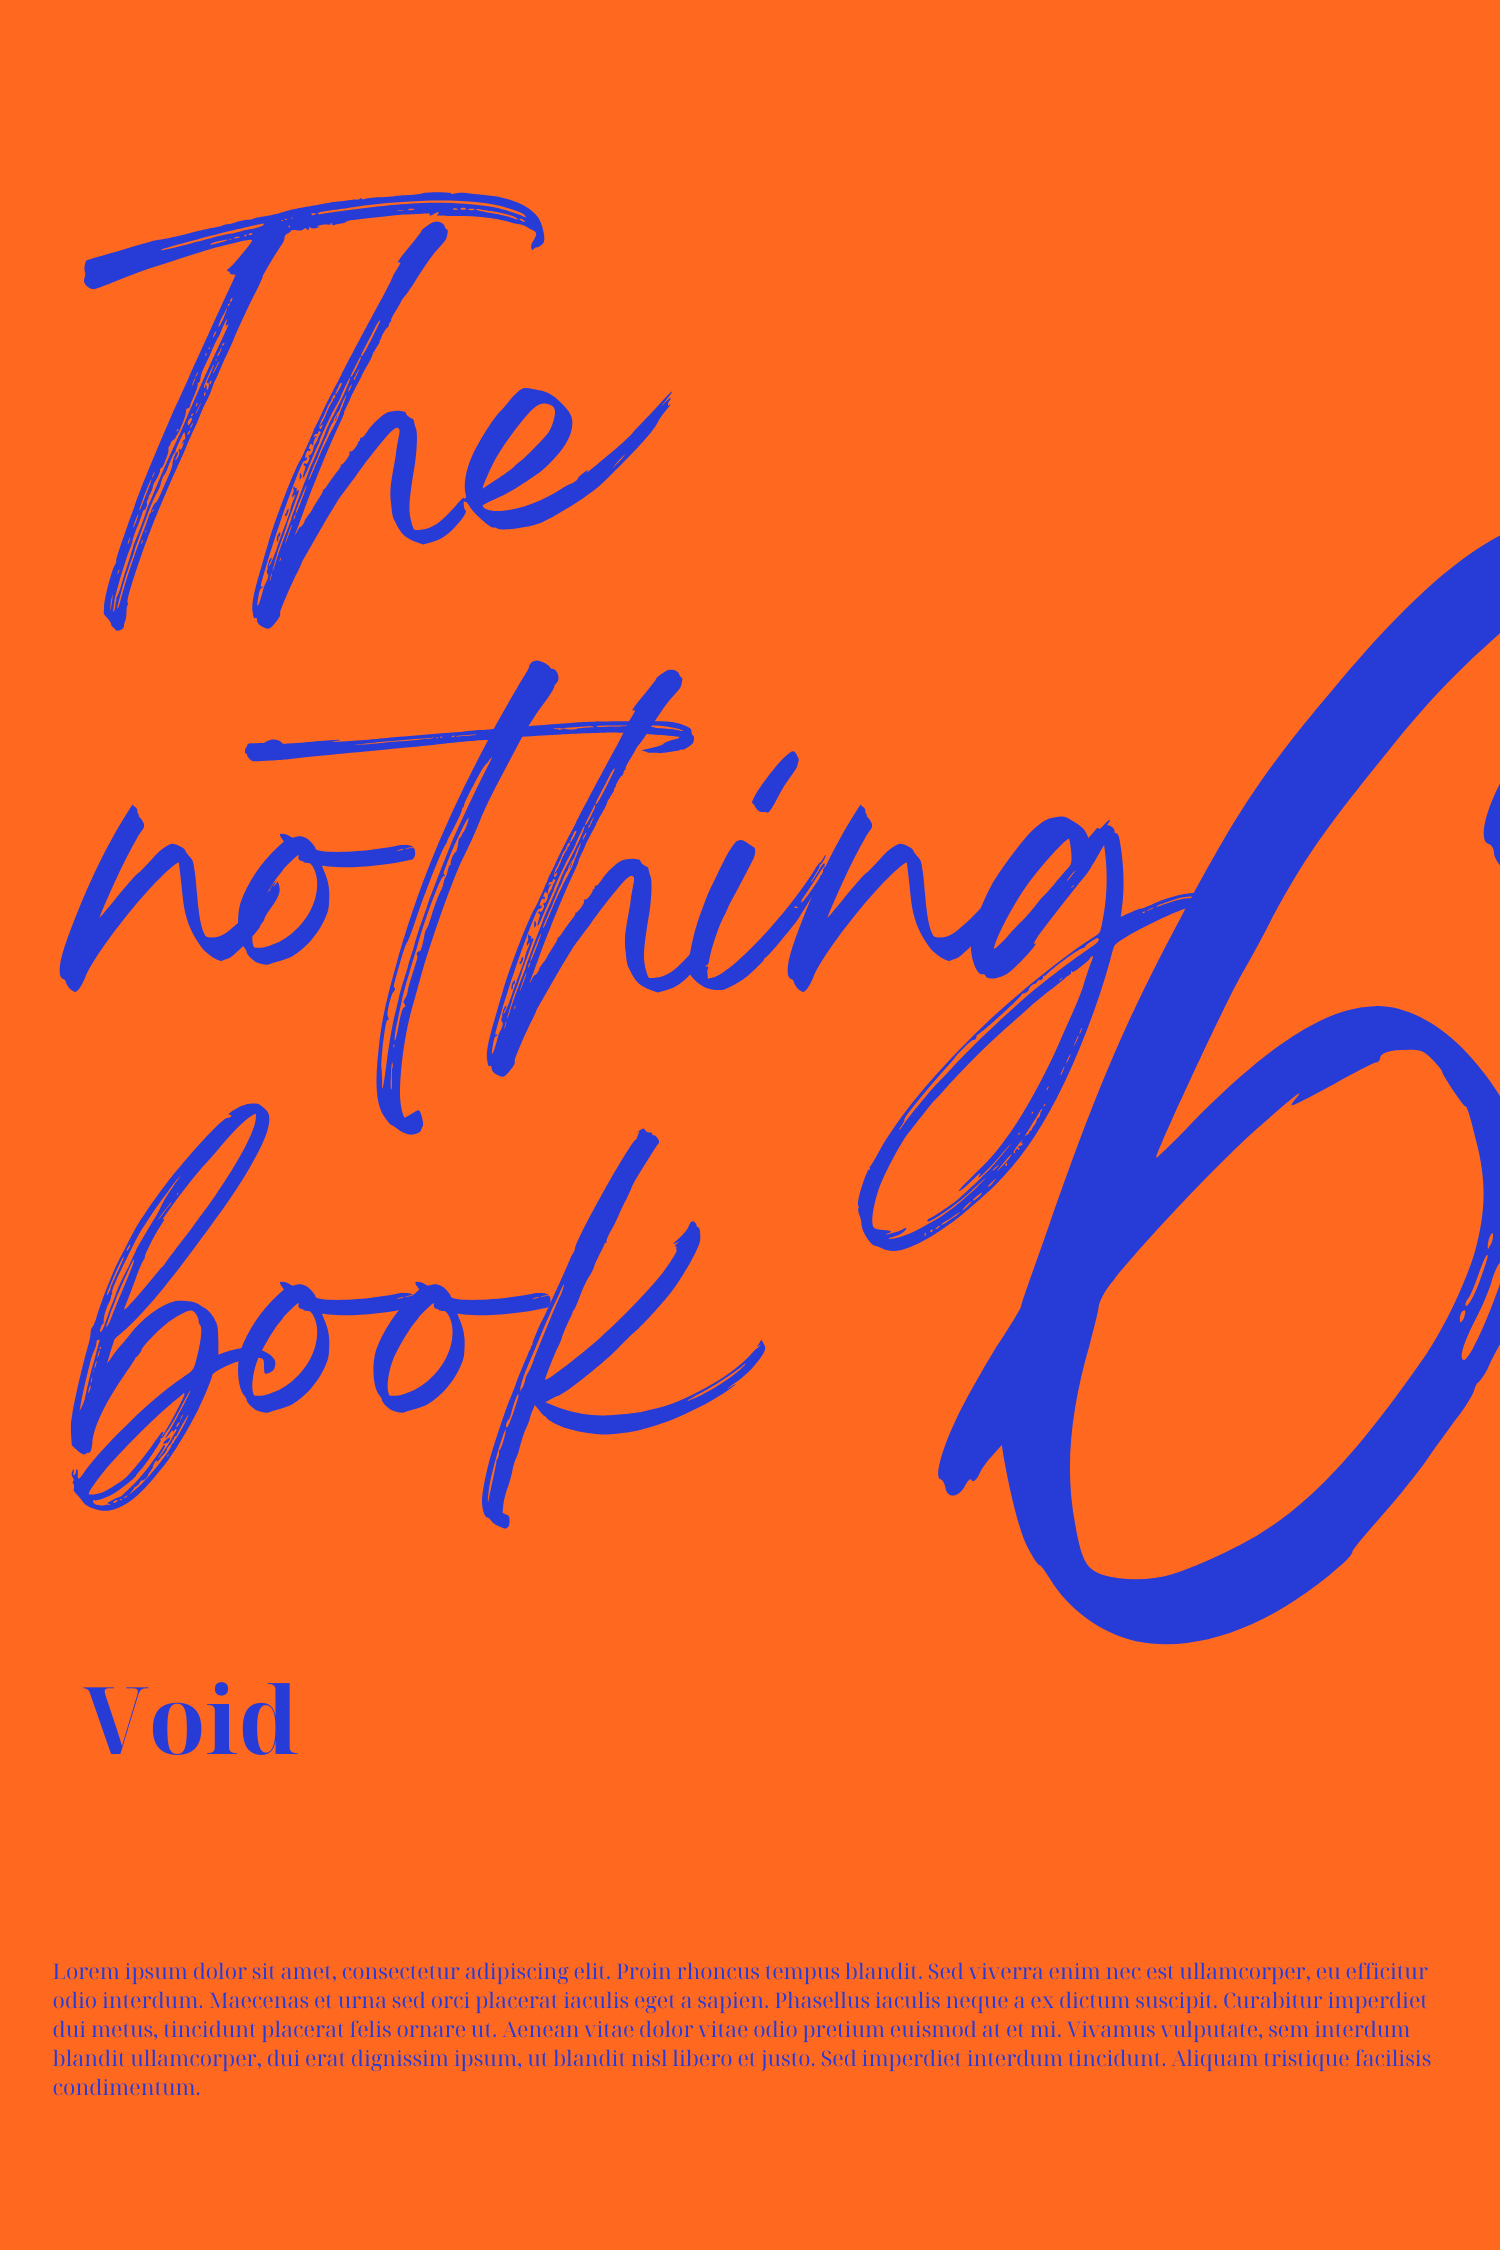 The
nothing
book
6
Void
Lorem ipsum dolor sit amet, consectetur adipiscing elit. Proin rhoncus tempus blandit. Sed viverra enim nec est ullamcorper, eu efficitur
odio interdum. Maecenas et urna sed orci placerat iaculis eget a sapien. Phasellus iaculis neque a ex dictum suscipit. Curabitur imperdiet
dui metus, tincidunt placerat felis ornare ut. Aenean vitae dolor vitae odio pretium euismod at et mi. Vivamus vulputate, sem interdum
blandit ullamcorper, dui erat dignissim ipsum, ut blandit nisl libero et justo. Sed imperdiet interdum tincidunt. Aliquam tristique facilisis
condimentum.